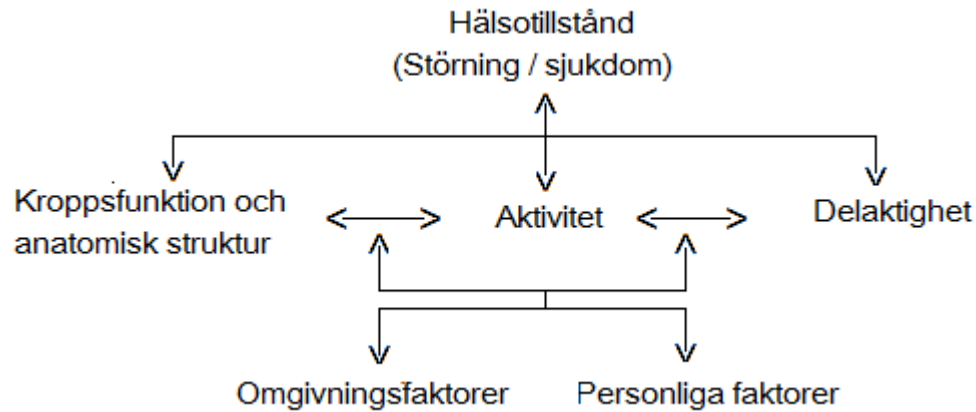 Hälsotillstånd
(Störning / sjukdom)
Kroppsfunktion och
anatomisk struktur
Aktivitet
Delaktighet
Omgivningsfaktorer
Personliga faktorer